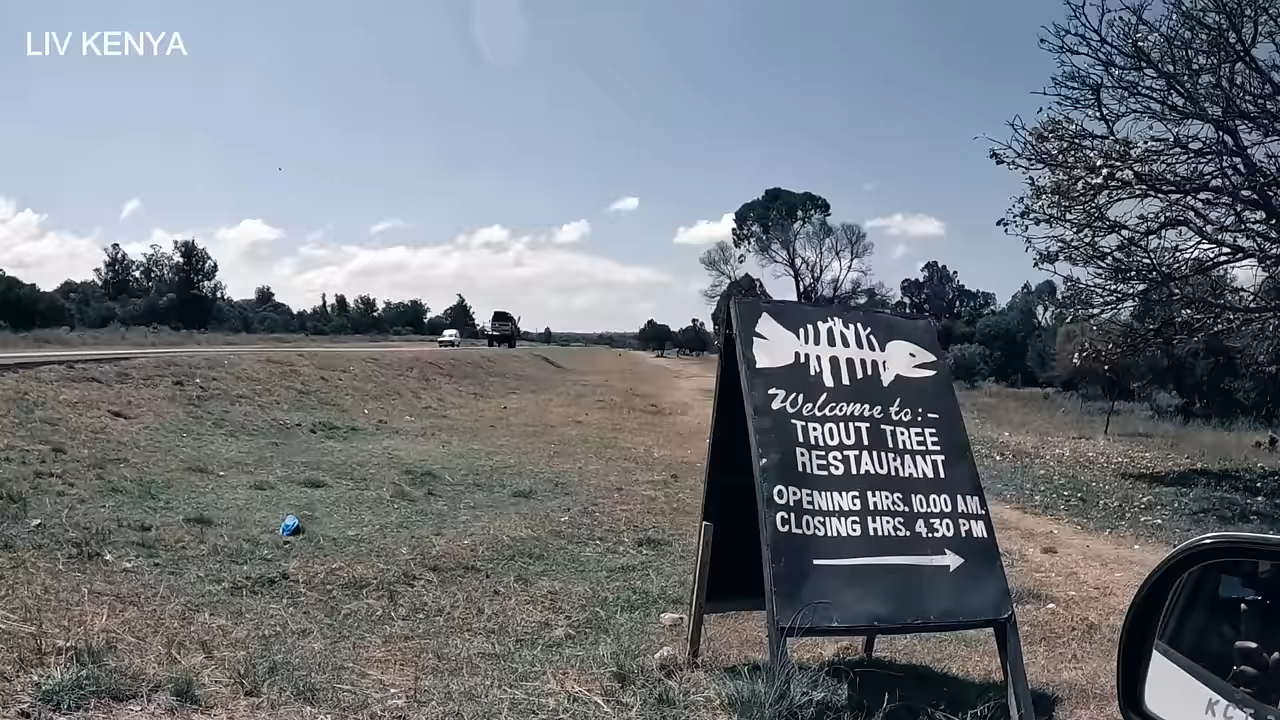 LIV KENYA
Welcome to:-
TROUT TREE
RESTAURANT
OPENING HRS. 10.00 AM.
CLOSING HRS. 4.30 PM